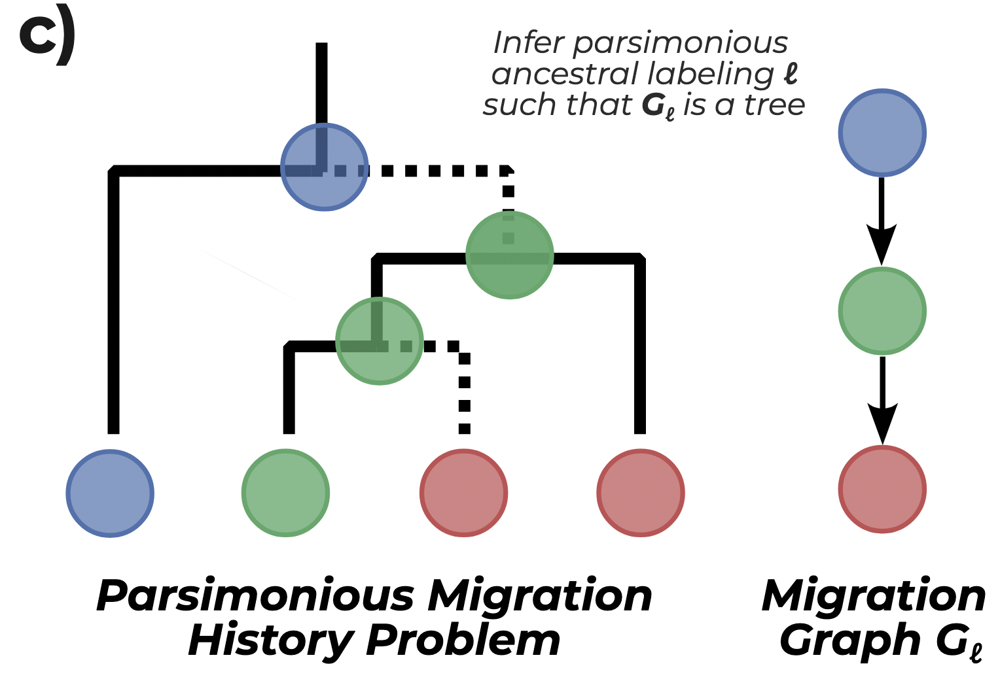 c)
Infer parsimonious
ancestral labeling ℓ
such that Gℓ is a tree
Parsimonious Migration
History Problem
Migration
Graph Gℓ